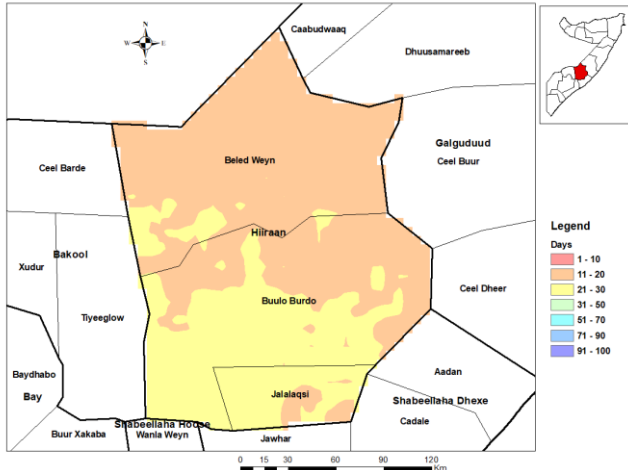 N
W E
S
Caabudwaaq
Dhuusamareeb
Ceel Barde
Beled Weyn
Galguduud
Ceel Buur
Hiiraan
Bakool
Xudur
Tiyeeglow
Buulo Burdo
Ceel Dheer
Baydhabo
Bay
Jalalaqsi
Aadan
Shabeellaha Dhexe
Cadale
Buur Xakaba
Shabeellaha Hoose
Wanla Weyn
Jawhar
Legend
Days
1 - 10
11 - 20
21 - 30
31 - 50
51 - 70
71 - 90
91 - 100
0 15 30 60 90 120
Km